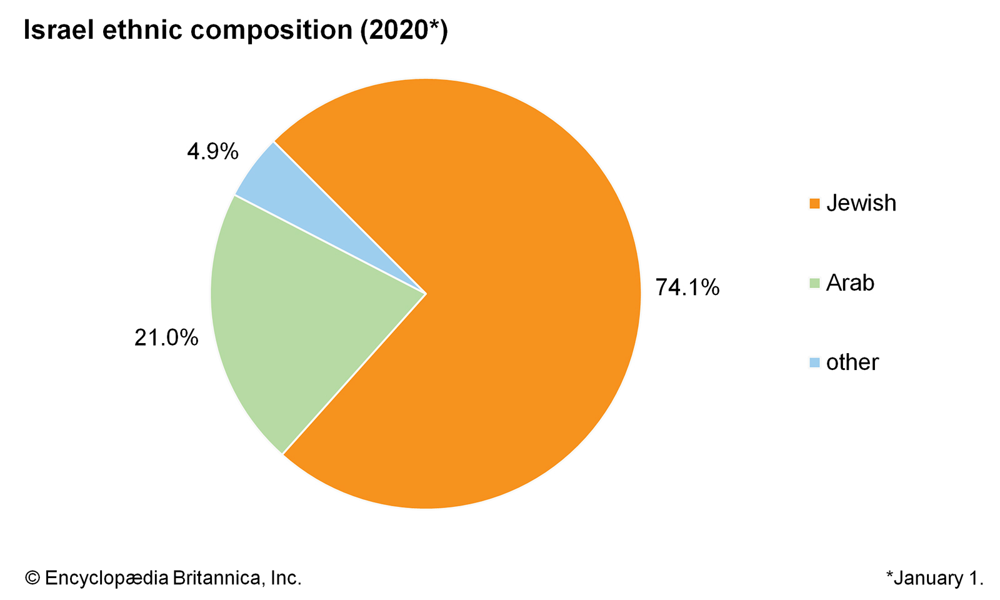 Israel ethnic composition (2020*)
4.9%
Jewish
74.1%
Arab
21.0%
other
© Encyclopædia Britannica, Inc.
*January 1.